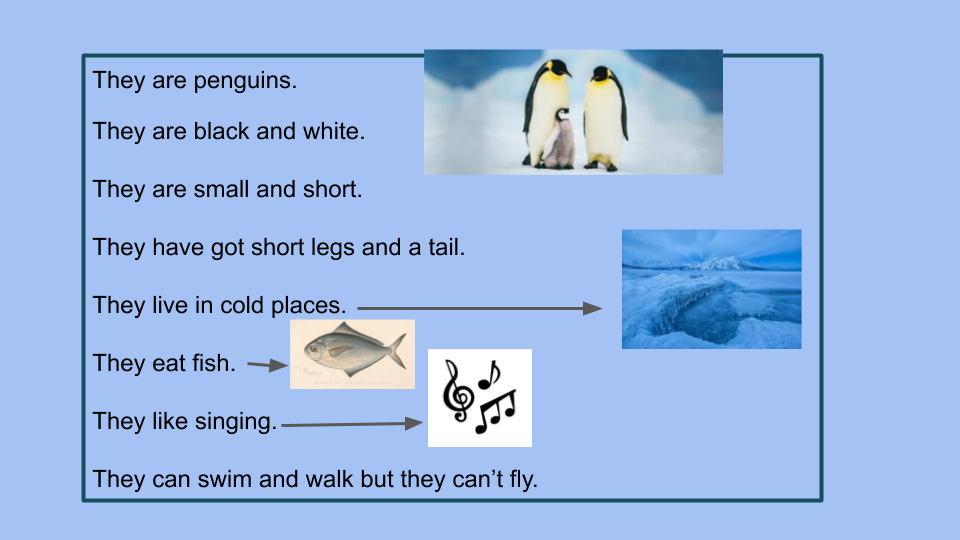 They are penguins.
They are black and white.
They are small and short.
They have got short legs and a tail.
They live in cold places.
They eat fish.
They like singing.
They can swim and walk but they can’t fly.